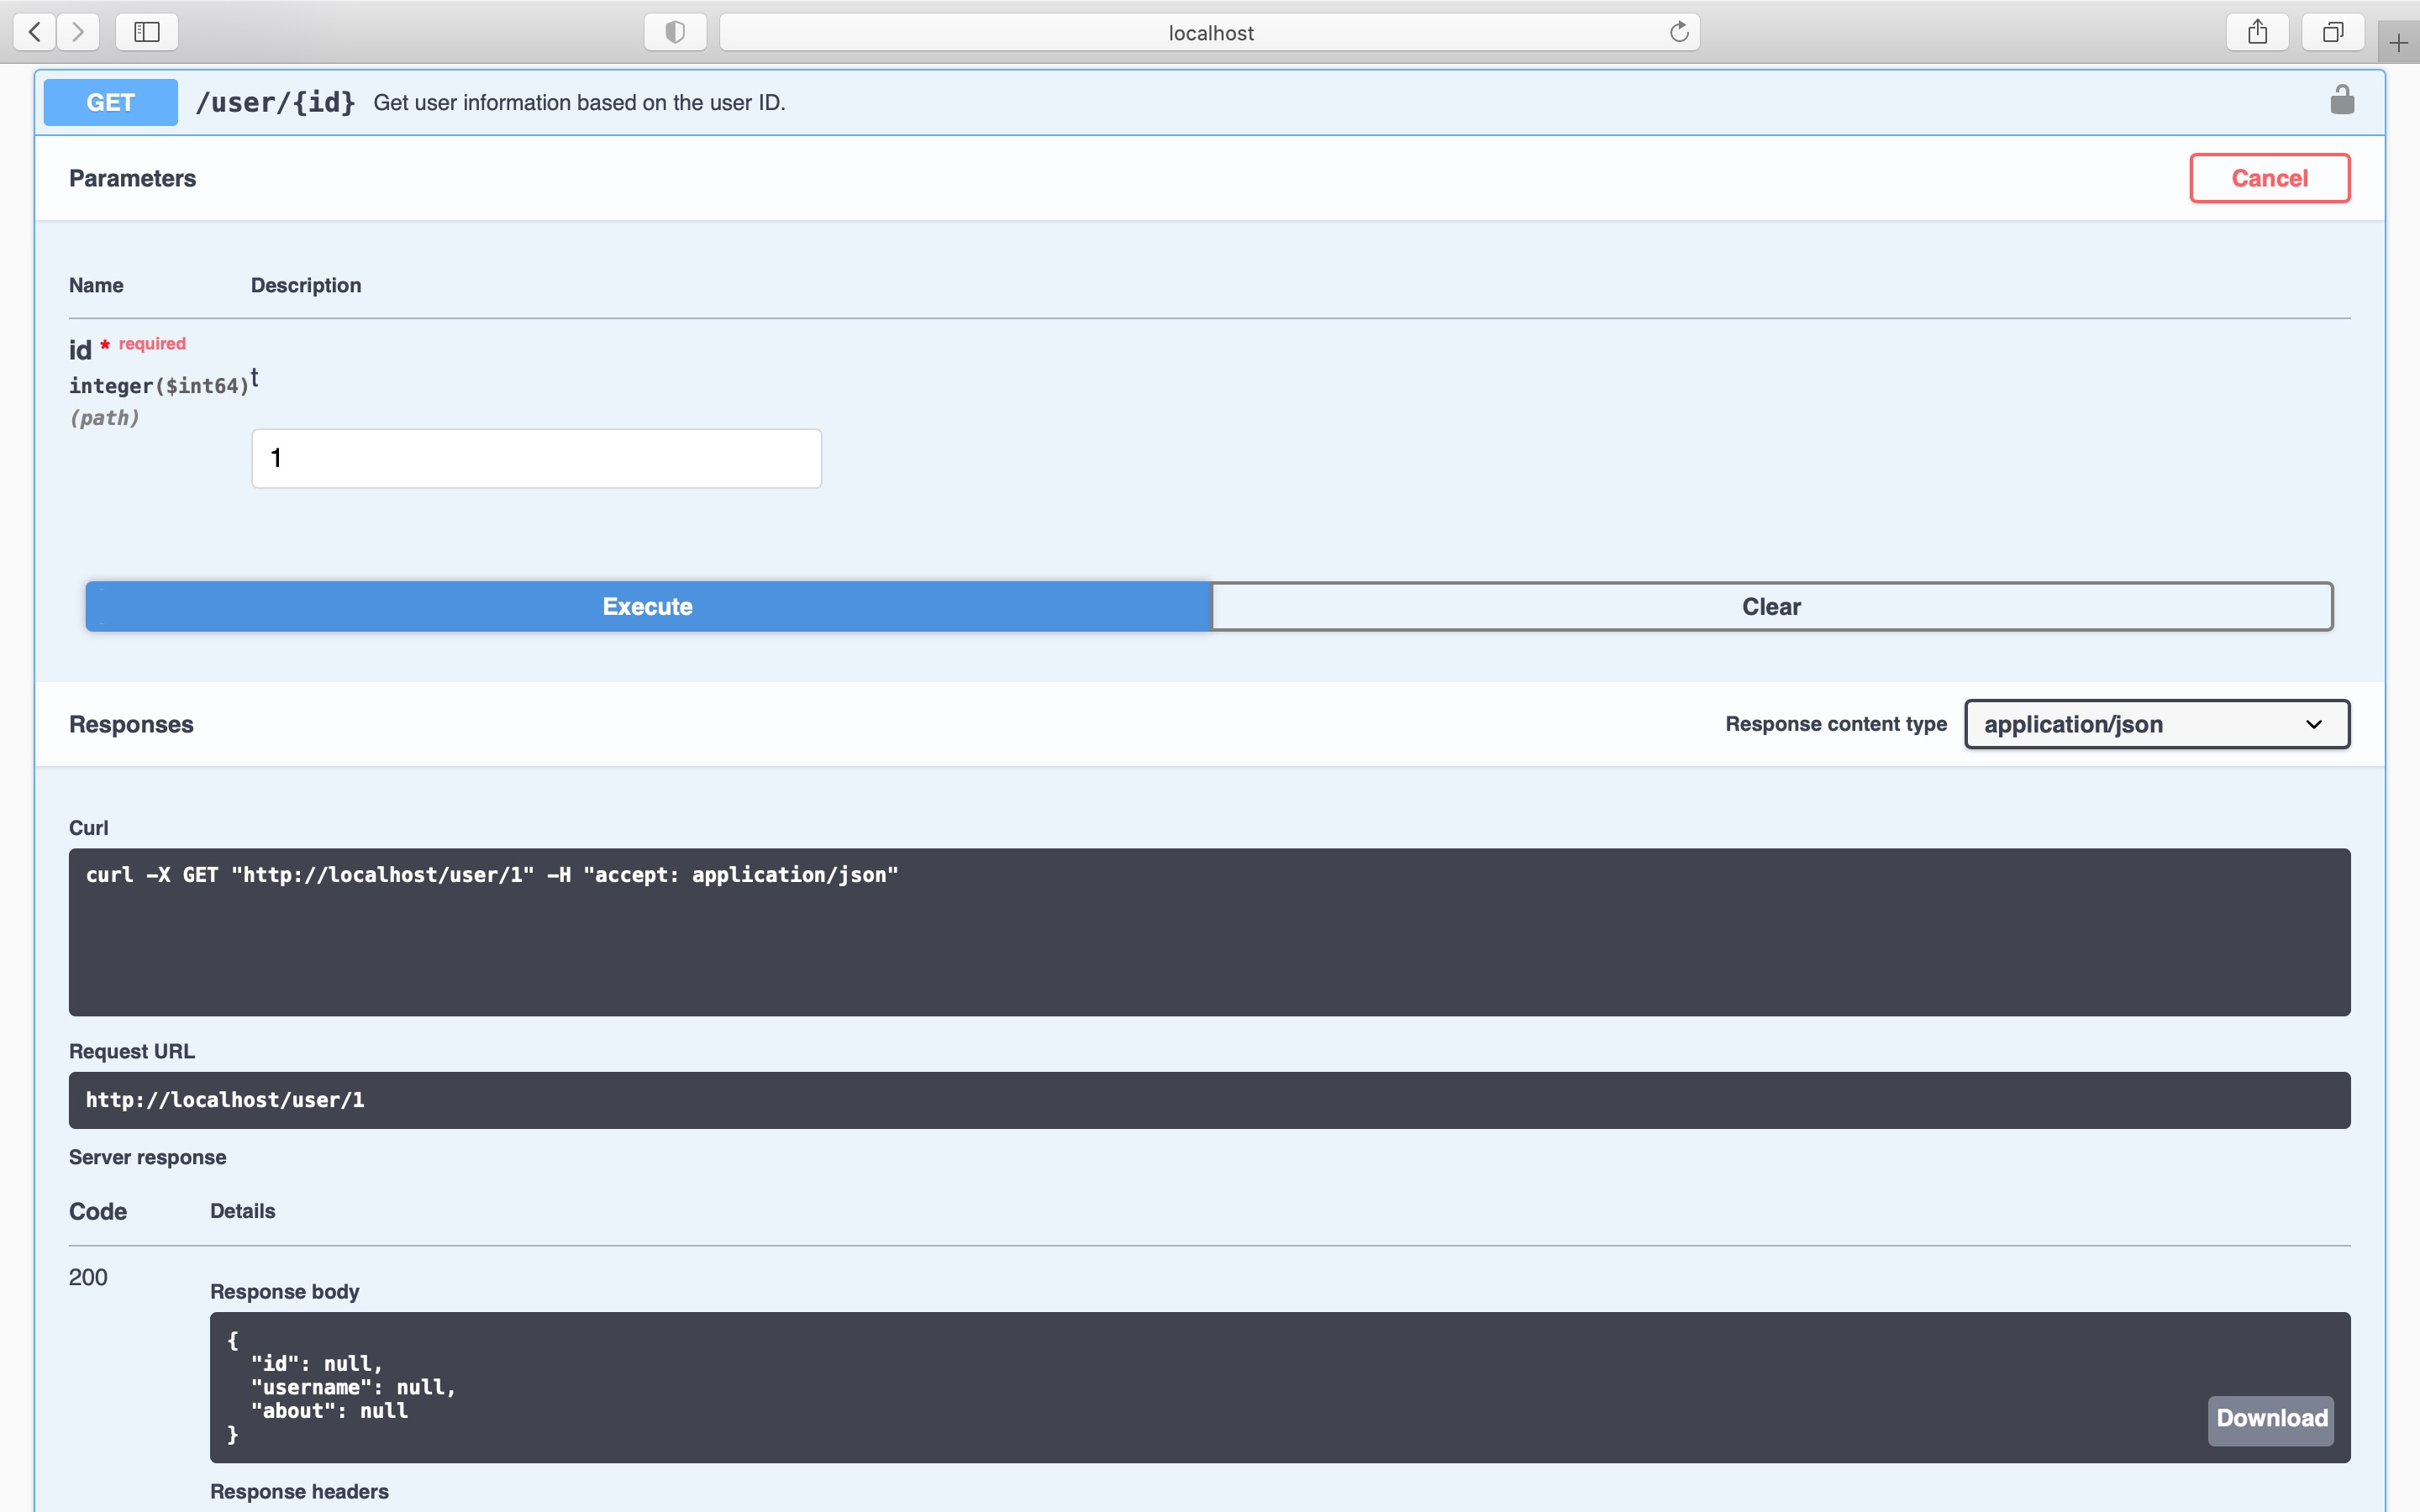 localhost
GET /user/{id} Get user information based on the user ID.
Parameters Cancel
Name Description
id * required
integer($int64) t
(path)
1
Execute Clear
Responses Response content type application/json
Curl
curl -X GET "http://localhost/user/1" -H "accept: application/json"
Request URL
http://localhost/user/1
Server response
Code Details
200
Response body
{
"id": null,
"username": null,
"about": null
}
Download
Response headers